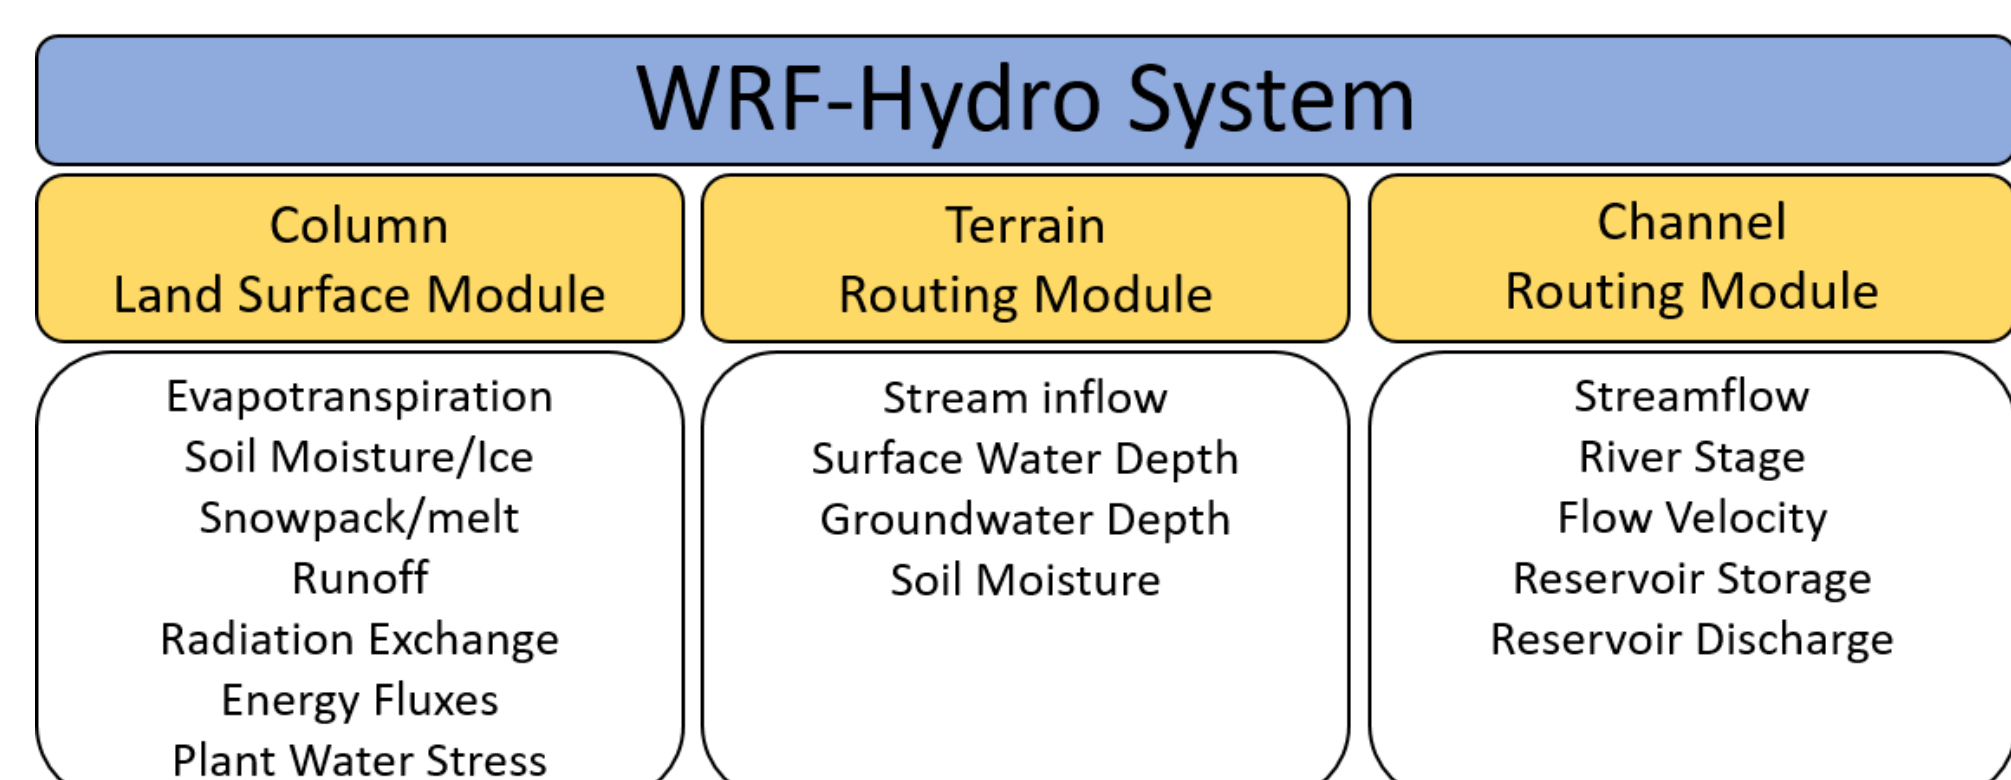 WRF-Hydro System
Column
Land Surface Module
Evapotranspiration
Soil Moisture/Ice
Snowpack/melt
Runoff
Radiation Exchange
Energy Fluxes
Plant Water Stress
Terrain
Routing Module
Stream inflow
Surface Water Depth
Groundwater Depth
Soil Moisture
Channel
Routing Module
Streamflow
River Stage
Flow Velocity
Reservoir Storage
Reservoir Discharge